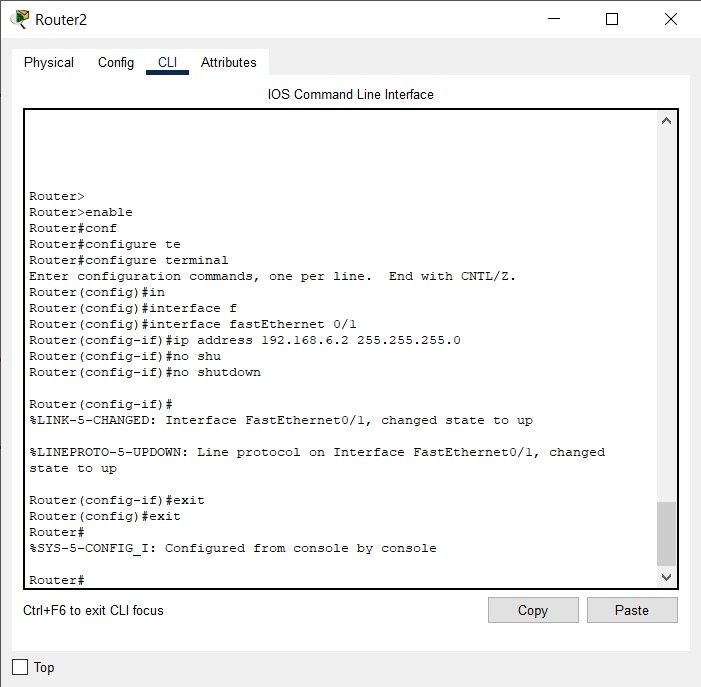 Router2
Physical Config CLI Attributes
IOS Command Line Interface
Router>
Router>enable
Router#conf
Router#configure te
Router#configure terminal
Enter configuration commands, one per line.  End with CNTL/Z.
Router(config)#in
Router(config)#interface f
Router(config)#interface fastEthernet 0/1
Router(config-if)#ip address 192.168.6.2 255.255.255.0
Router(config-if)#no shu
Router(config-if)#no shutdown
Router(config-if)#
%LINK-5-CHANGED: Interface FastEthernet0/1, changed state to up
%LINEPROTO-5-UPDOWN: Line protocol on Interface FastEthernet0/1, changed
state to up
Router(config-if)#exit
Router(config)#exit
Router#
%SYS-5-CONFIG_I: Configured from console by console
Router#
Ctrl+F6 to exit CLI focus
Copy Paste
Top